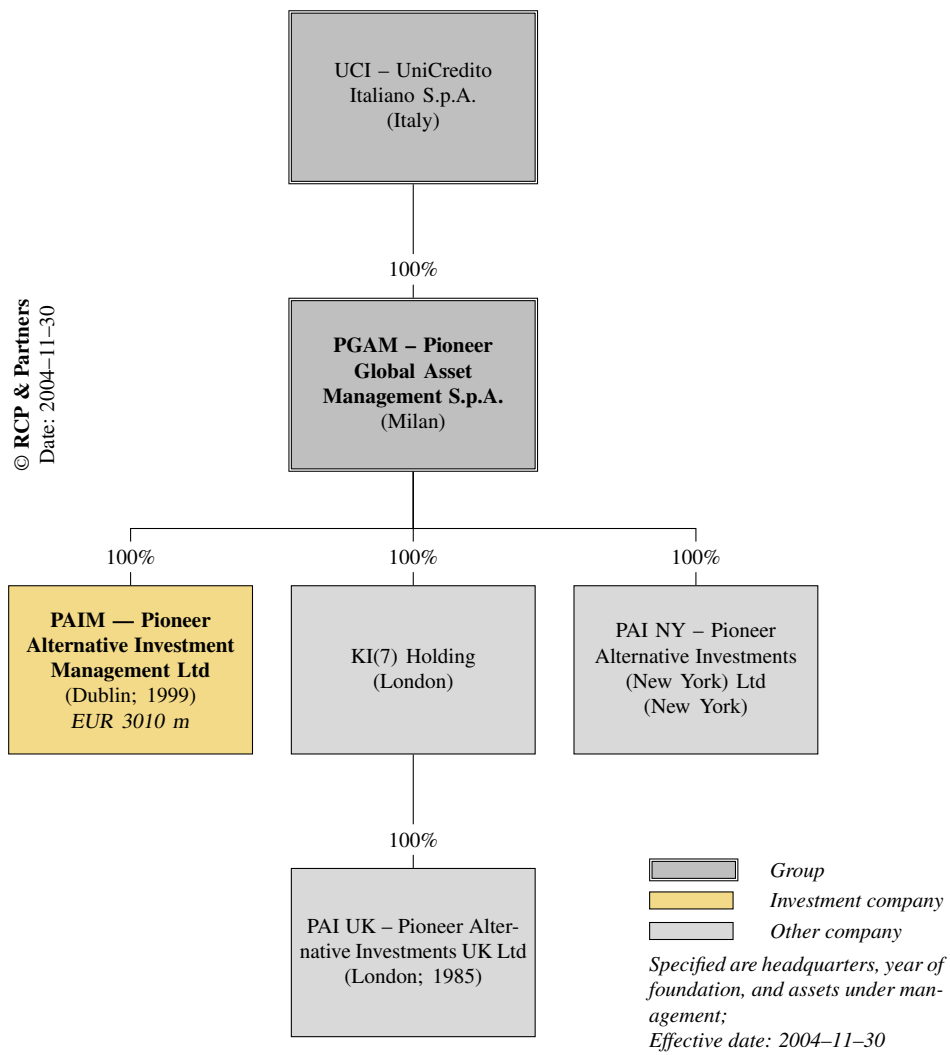 UCI – UniCredito
Italiano S.p.A.
(Italy)
100%
© RCP & Partners
Date: 2004–11–30
PGAM – Pioneer
Global Asset
Management S.p.A.
(Milan)
100%
100%
100%
PAIM — Pioneer
Alternative Investment
Management Ltd
(Dublin; 1999)
EUR 3010 m
KI(7) Holding
(London)
PAI NY – Pioneer
Alternative Investments
(New York) Ltd
(New York)
100%
PAI UK – Pioneer Alter-
native Investments UK Ltd
(London; 1985)
Group
Investment company
Other company
Specified are headquarters, year of
foundation, and assets under man-
agement;
Effective date: 2004–11–30